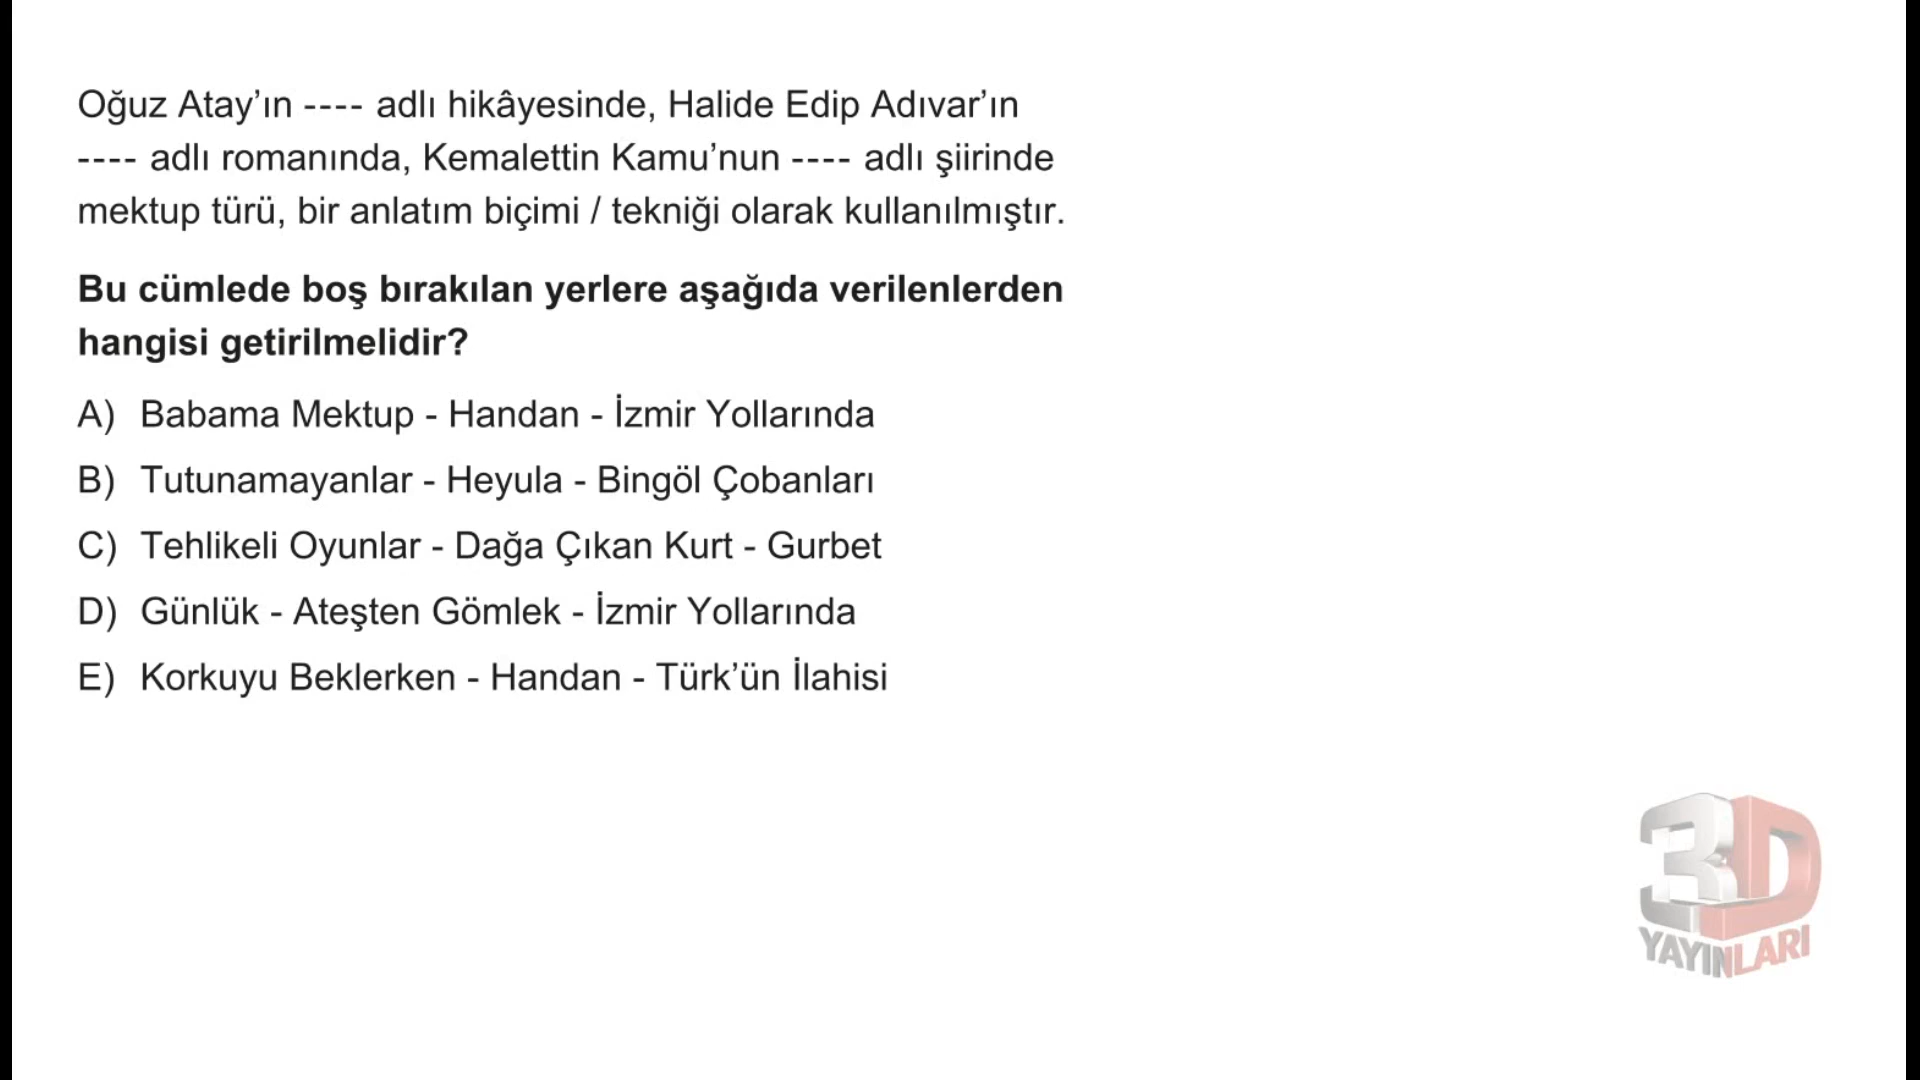 Oğuz Atay’ın ---- adlı hikâyesinde, Halide Edip Adıvar’ın
---- adlı romanında, Kemalettin Kamu’nun ---- adlı şiirinde
mektup türü, bir anlatım biçimi / tekniği olarak kullanılmıştır.
Bu cümlede boş bırakılan yerlere aşağıda verilenlerden
hangisi getirilmelidir?
A) Babama Mektup - Handan - İzmir Yollarında
B) Tutunamayanlar - Heyula - Bingöl Çobanları
C) Tehlikeli Oyunlar - Dağa Çıkan Kurt - Gurbet
D) Günlük - Ateşten Gömlek - İzmir Yollarında
E) Korkuyu Beklerken - Handan - Türk’ün İlahisi
3D
YAYINLARI